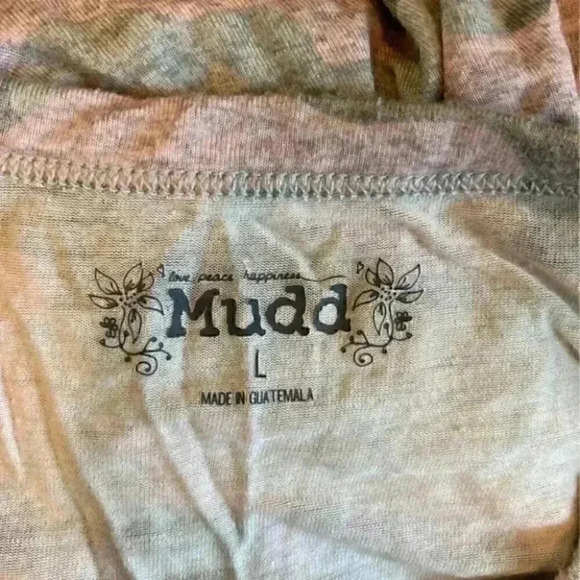 love peace happiness
Mudd
L
MADE IN GUATEMALA